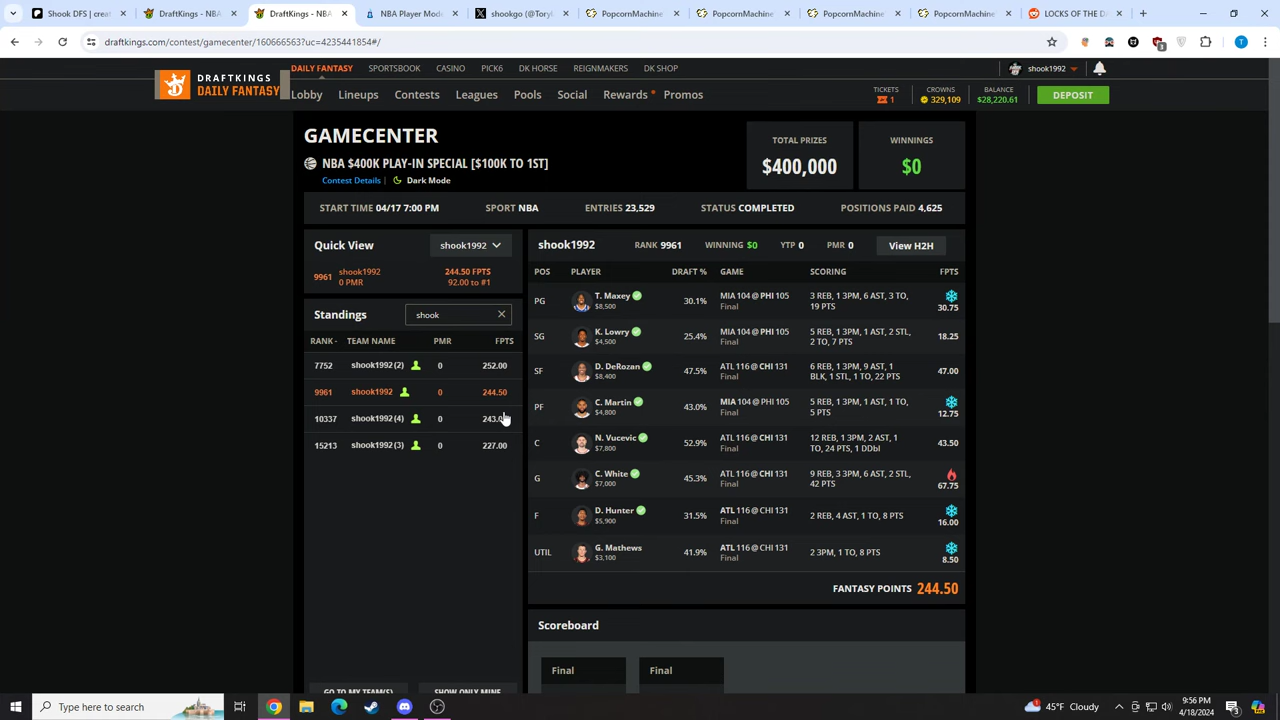 Shook DFS | creat
DraftKings - NBA
DraftKings - NBA
NBA Player Mode
shookgo (@Toryl
PopcornMachine
PopcornMachine
PopcornMachine
PopcornMachine
LOCKS OF THE D
draftkings.com/contest/gamecenter/160666563?uc=4235441854#/
DRAFTKINGS
DAILY FANTASY
DAILY FANTASY SPORTSBOOK CASINO PICK6 DK HORSE REIGNMAKERS DK SHOP
shook1992
Lobby Lineups Contests Leagues Pools Social Rewards Promos
TICKETS
1
CROWNS
329,109
BALANCE
$28,220.61
DEPOSIT
GAMECENTER
NBA $400K PLAY-IN SPECIAL [$100K TO 1ST]
Contest Details | Dark Mode
TOTAL PRIZES
$400,000
WINNINGS
$0
START TIME 04/17 7:00 PM SPORT NBA ENTRIES 23,529 STATUS COMPLETED POSITIONS PAID 4,625
Quick View shook1992
9961
shook1992
0 PMR
244.50 FPTS
92.00 to #1
Standings shook
RANK TEAM NAME PMR FPTS
7752 shook1992 (2) 0 252.00
9961 shook1992 0 244.50
10337 shook1992 (4) 0
15213 shook1992 (3) 0 227.00
GO TO MY TEAM(S) SHOW ONLY MINE
shook1992 RANK 9961 WINNING $0 YTP 0 PMR 0 View H2H
POS PLAYER DRAFT % GAME SCORING FPTS
PG T. Maxey 30.1% MIA 104 @ PHI 105 3 REB, 1 3PM, 6 AST, 3 TO,
$8,500 Final 19 PTS 30.75
SG K. Lowry 25.4% MIA 104 @ PHI 105 5 REB, 1 3PM, 1 AST, 2 STL,
$4,500 Final 2 TO, 7 PTS 18.25
SF D. DeRozan 47.5% ATL 116 @ CHI 131 6 REB, 1 3PM, 9 AST, 1
$8,400 Final BLK, 1 STL, 1 TO, 22 PTS 47.00
PF C. Martin 43.0% MIA 104 @ PHI 105 5 REB, 1 3PM, 1 AST, 1 TO,
$4,800 Final 5 PTS 12.75
C N. Vucevic 52.9% ATL 116 @ CHI 131 12 REB, 1 3PM, 2 AST, 1
$7,800 Final TO, 24 PTS, 1 DDbl 43.50
G C. White 45.3% ATL 116 @ CHI 131 9 REB, 3 3PM, 6 AST, 2 STL,
$7,000 Final 42 PTS 67.75
F D. Hunter 31.5% ATL 116 @ CHI 131 2 REB, 4 AST, 1 TO, 8 PTS
$5,900 Final 16.00
UTIL G. Mathews 41.9% ATL 116 @ CHI 131 2 3PM, 1 TO, 8 PTS
$3,100 Final 8.50
FANTASY POINTS 244.50
Scoreboard
Final Final
Type here to search
45°F Cloudy
9:56 PM
4/18/2024
3